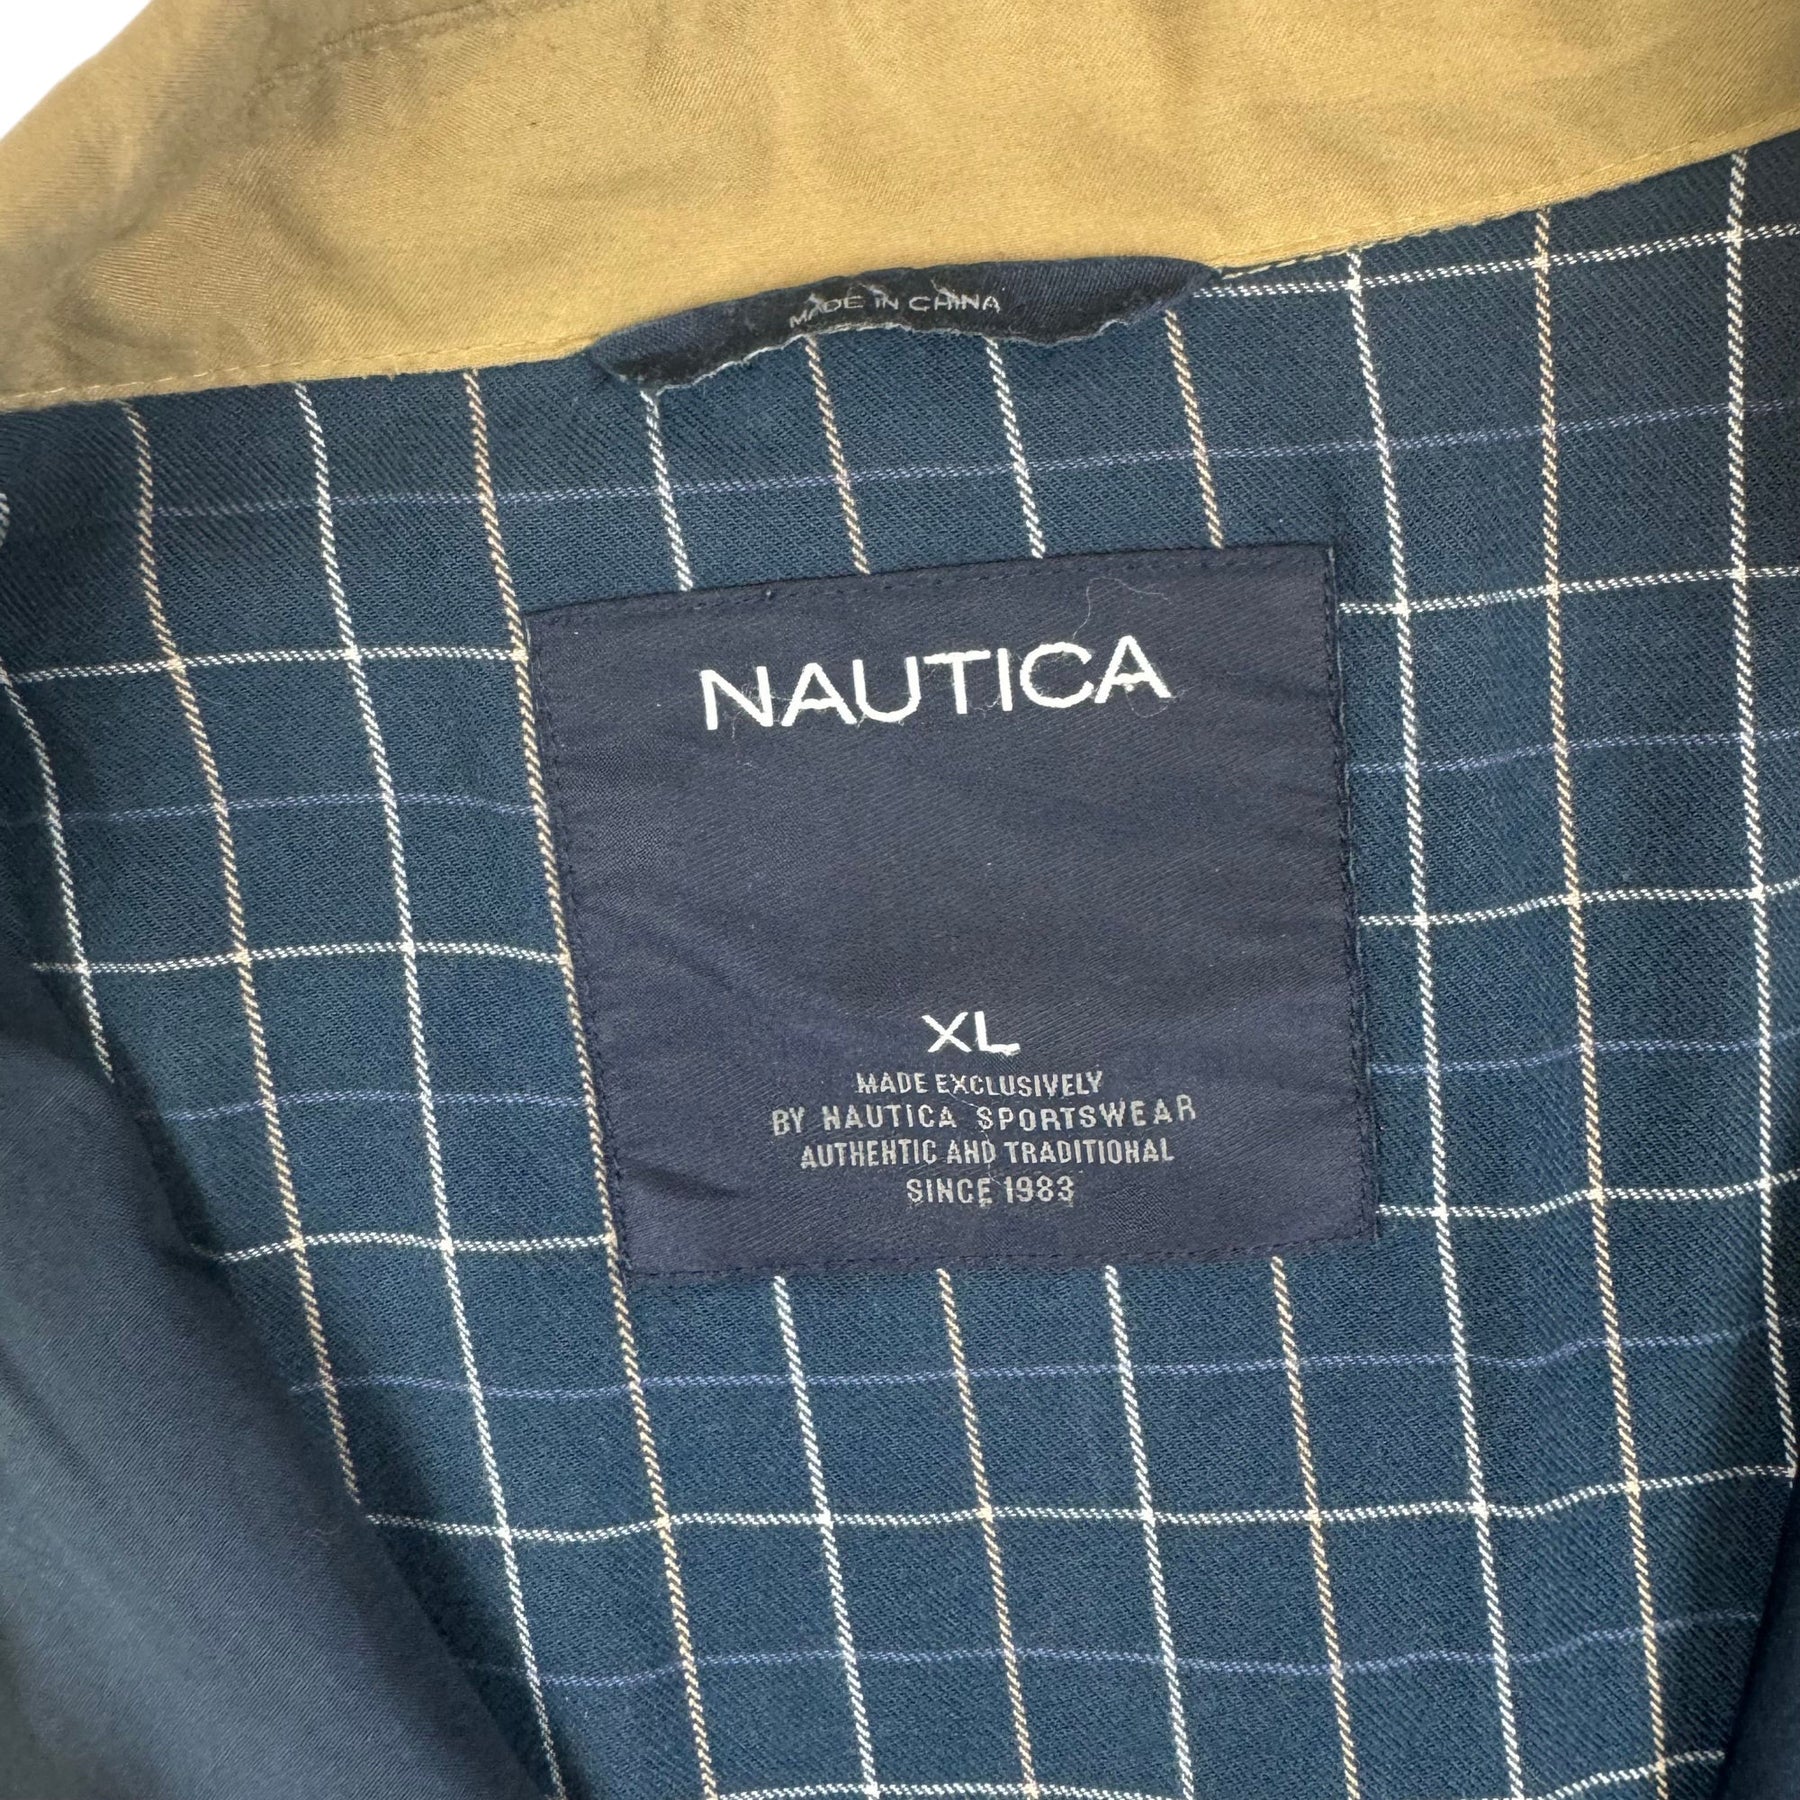 MADE IN CHINA
NAUTICA
XL
MADE EXCLUSIVELY
BY NAUTICA SPORTSWEAR
AUTHENTIC AND TRADITIONAL
SINCE 1983